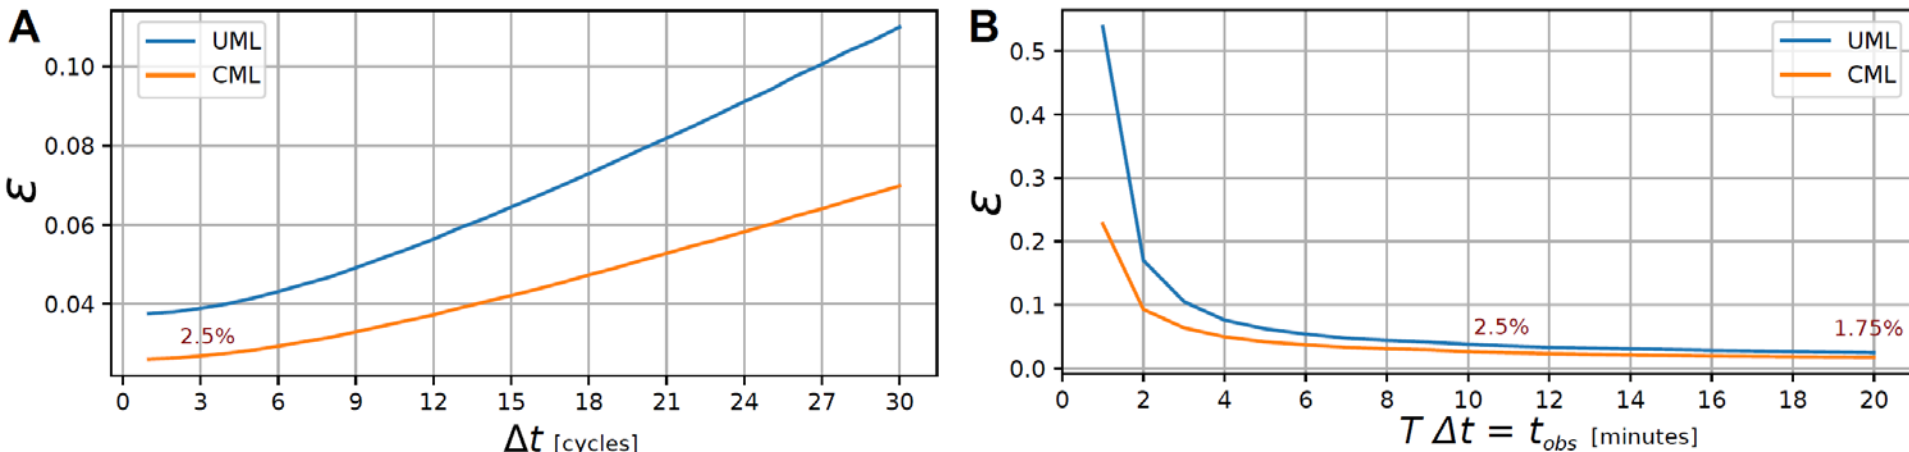 A
UML
CML
0.10
0.08
0.06
0.04
ε
2.5%
0 3 6 9 12 15 18 21 24 27 30
Δt [cycles]
B
UML
CML
0.5
0.4
0.3
0.2
0.1
0.0
ε
2.5%
1.75%
0 2 4 6 8 10 12 14 16 18 20
T Δt = t_obs [minutes]